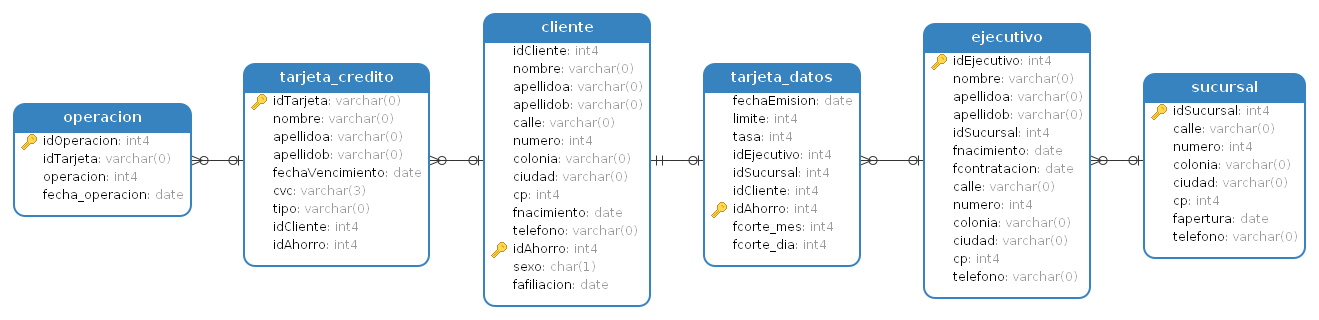 operacion
idOperacion: int4
idTarjeta: varchar(0)
operacion: int4
fecha_operacion: date
tarjeta_credito
idTarjeta: varchar(0)
nombre: varchar(0)
apellidoa: varchar(0)
apellidob: varchar(0)
fechaVencimiento: date
cvc: varchar(3)
tipo: varchar(0)
idCliente: int4
idAhorro: int4
cliente
idCliente: int4
nombre: varchar(0)
apellidoa: varchar(0)
apellidob: varchar(0)
calle: varchar(0)
numero: int4
colonia: varchar(0)
ciudad: varchar(0)
cp: int4
fnacimiento: date
telefono: varchar(0)
idAhorro: int4
sexo: char(1)
fafiliacion: date
tarjeta_datos
fechaEmision: date
limite: int4
tasa: int4
idEjecutivo: int4
idSucursal: int4
idCliente: int4
idAhorro: int4
fcorte_mes: int4
fcorte_dia: int4
ejecutivo
idEjecutivo: int4
nombre: varchar(0)
apellidoa: varchar(0)
apellidob: varchar(0)
idSucursal: int4
fnacimiento: date
fcontratacion: date
calle: varchar(0)
numero: int4
colonia: varchar(0)
ciudad: varchar(0)
cp: int4
telefono: varchar(0)
sucursal
idSucursal: int4
calle: varchar(0)
numero: int4
colonia: varchar(0)
ciudad: varchar(0)
cp: int4
fapertura: date
telefono: varchar(0)